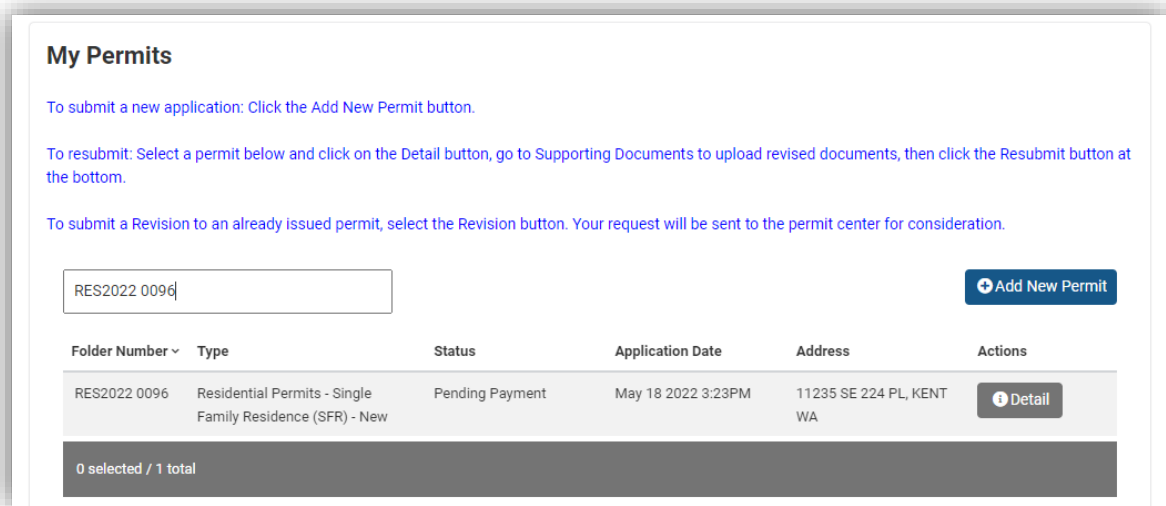 My Permits
To submit a new application: Click the Add New Permit button.
To resubmit: Select a permit below and click on the Detail button, go to Supporting Documents to upload revised documents, then click the Resubmit button at
the bottom.
To submit a Revision to an already issued permit, select the Revision button. Your request will be sent to the permit center for consideration.
RES2022 0096
Add New Permit
Folder Number Type Status Application Date Address Actions
RES2022 0096 Residential Permits - Single Pending Payment May 18 2022 3:23PM 11235 SE 224 PL, KENT Detail
Family Residence (SFR) - New WA
0 selected / 1 total